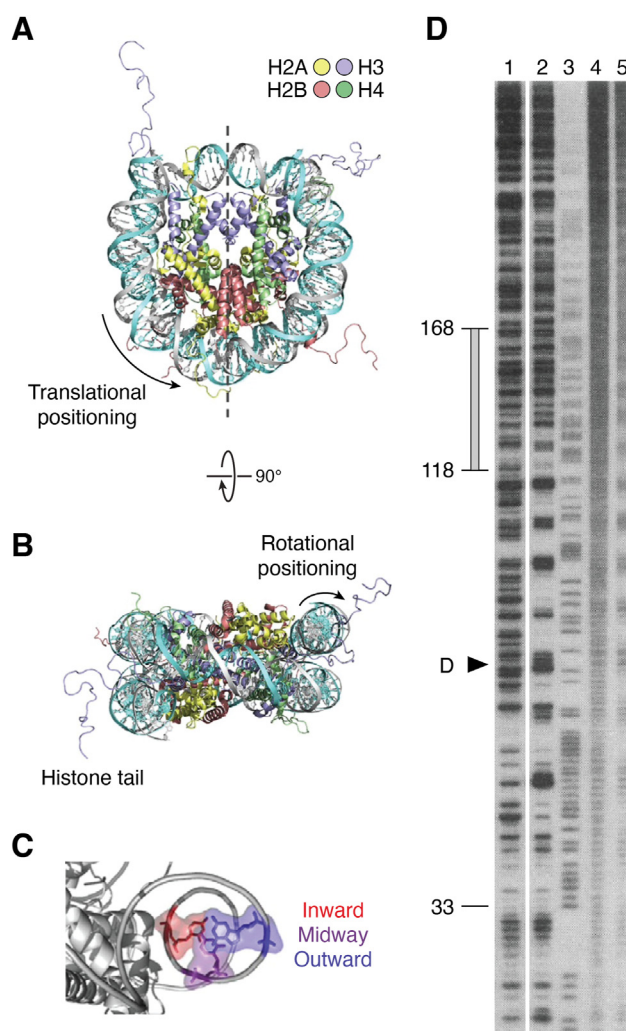 A
H2A H3
H2B H4
Translational
positioning
90°
B
Rotational
positioning
Histone tail
C
Inward
Midway
Outward
D
1 2 3 4 5
168
118
D
33